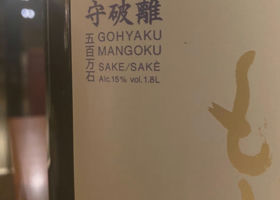 守破離
五百万石
GOHYAKU
MANGOKU
SAKE/SAKÉ
Alc.15% vol.1.8L